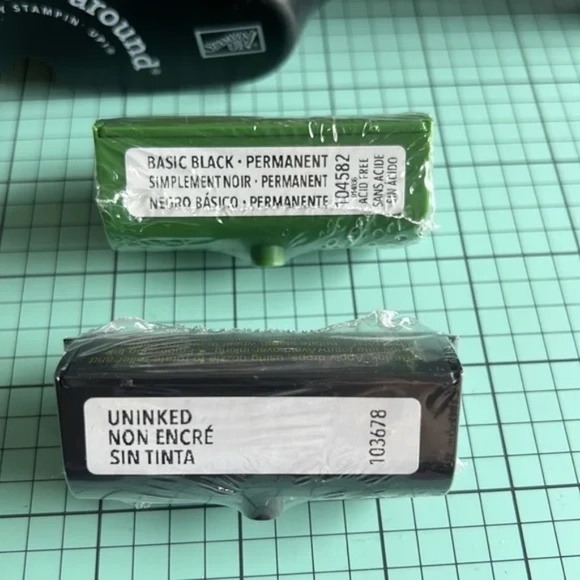 around®
STAMPIN' UP!®
BASIC BLACK • PERMANENT
SIMPLEMENT NOIR • PERMANENT
NEGRO BÁSICO • PERMANENTE
104582
ACID FREE
SANS ACIDE
SIN ÁCIDO
UNINKED
NON ENCRÉ
SIN TINTA
103678